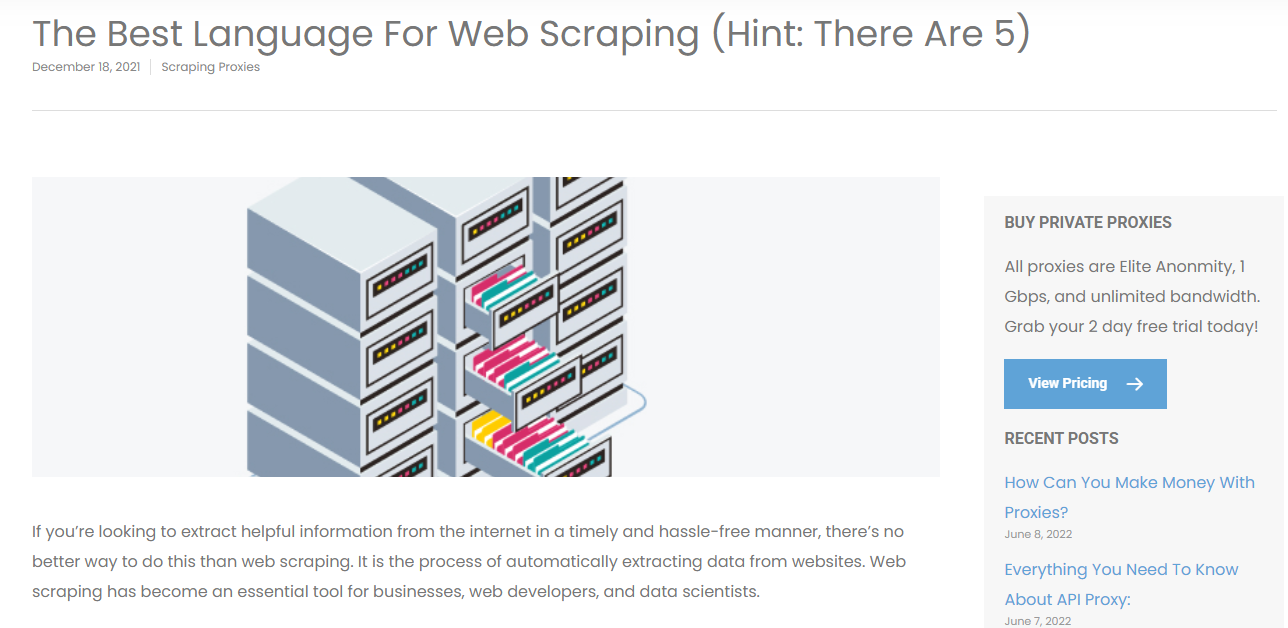 The Best Language For Web Scraping (Hint: There Are 5)
December 18, 2021
Scraping Proxies
If you’re looking to extract helpful information from the internet in a timely and hassle-free manner, there’s no
better way to do this than web scraping. It is the process of automatically extracting data from websites. Web
scraping has become an essential tool for businesses, web developers, and data scientists.
BUY PRIVATE PROXIES
All proxies are Elite Anonmity, 1
Gbps, and unlimited bandwidth.
Grab your 2 day free trial today!
View Pricing →
RECENT POSTS
How Can You Make Money With
Proxies?
June 8, 2022
Everything You Need To Know
About API Proxy:
June 7, 2022